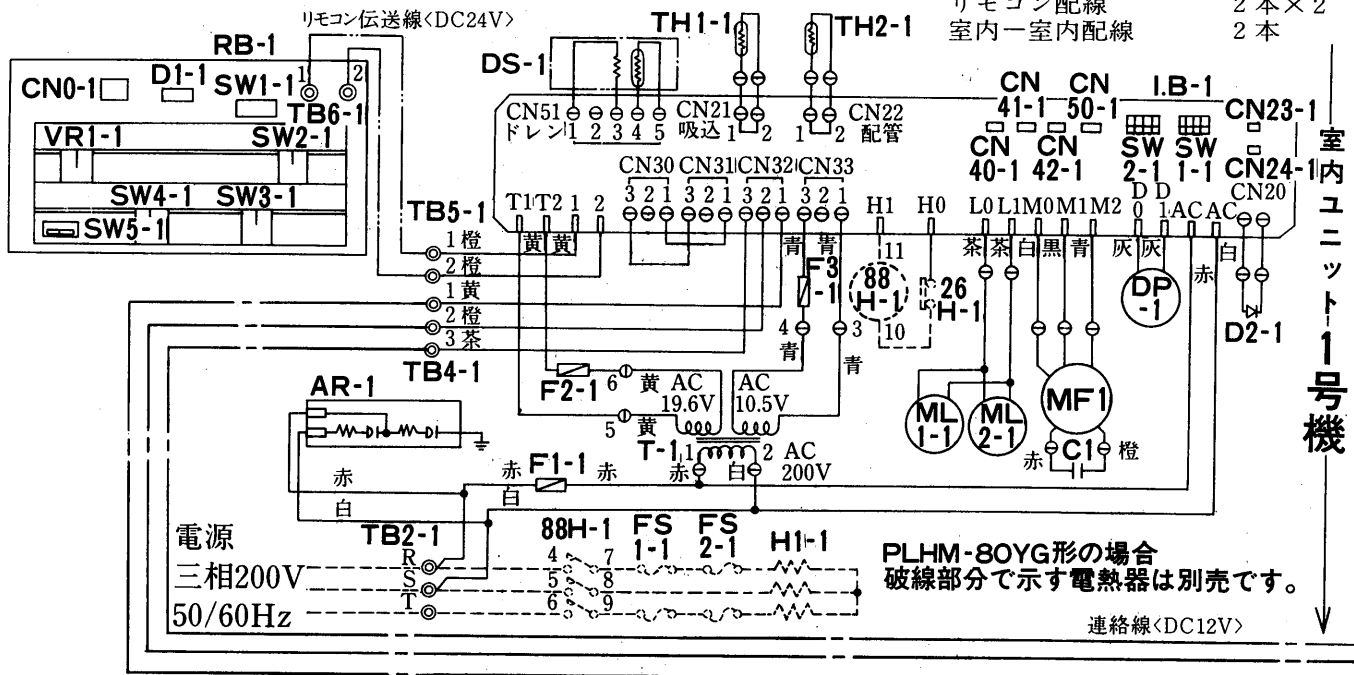 リモコン配線 2本×2
室内ー室内配線 2本
リモコン伝送線<DC24V>
RB-1
CN0-1
D1-1
SW1-1
1 2
TB6-1
VR1-1
SW2-1
SW4-1
SW3-1
SW5-1
DS-1
TH1-1
TH2-1
CN51
ドレン 1 2 3 4 5
CN21
吸込 1 2
CN22
1 2 配管
CN 41-1
CN 50-1
I.B-1
CN23-1
CN 40-1
CN 42-1
SW 2-1
SW 1-1
CN24-1
CN30 CN31 CN32 CN33
3 2 1 3 2 1 3 2 1 3 2 1
T1 T2 1 2
H1 H0 L0 L1 M0 M1 M2 D0 D1 AC AC CN20
TB5-1
黄 黄
青 青
茶 茶 白 黒 青 灰 灰 赤 白
1 橙
2 橙
1 黄
2 橙
3 茶
TB4-1
F3-1
4 3
青 青
11
88H-1
10
26H-1
DP-1
D2-1
F2-1
6 黄
5 黄
AC 19.6V
AC 10.5V
T-1
1 2
AC 200V
赤 白
ML 1-1
ML 2-1
MF1
赤 C1 橙
AR-1
赤
白
赤 F1-1 赤
白
電源
三相200V
50/60Hz
TB2-1
R
S
T
88H-1
4 7
5 8
6 9
FS 1-1
FS 2-1
H1-1
PLHM-80YG形の場合
破線部分で示す電熱器は別売です。
連絡線<DC12V>
室内ユニット1号機